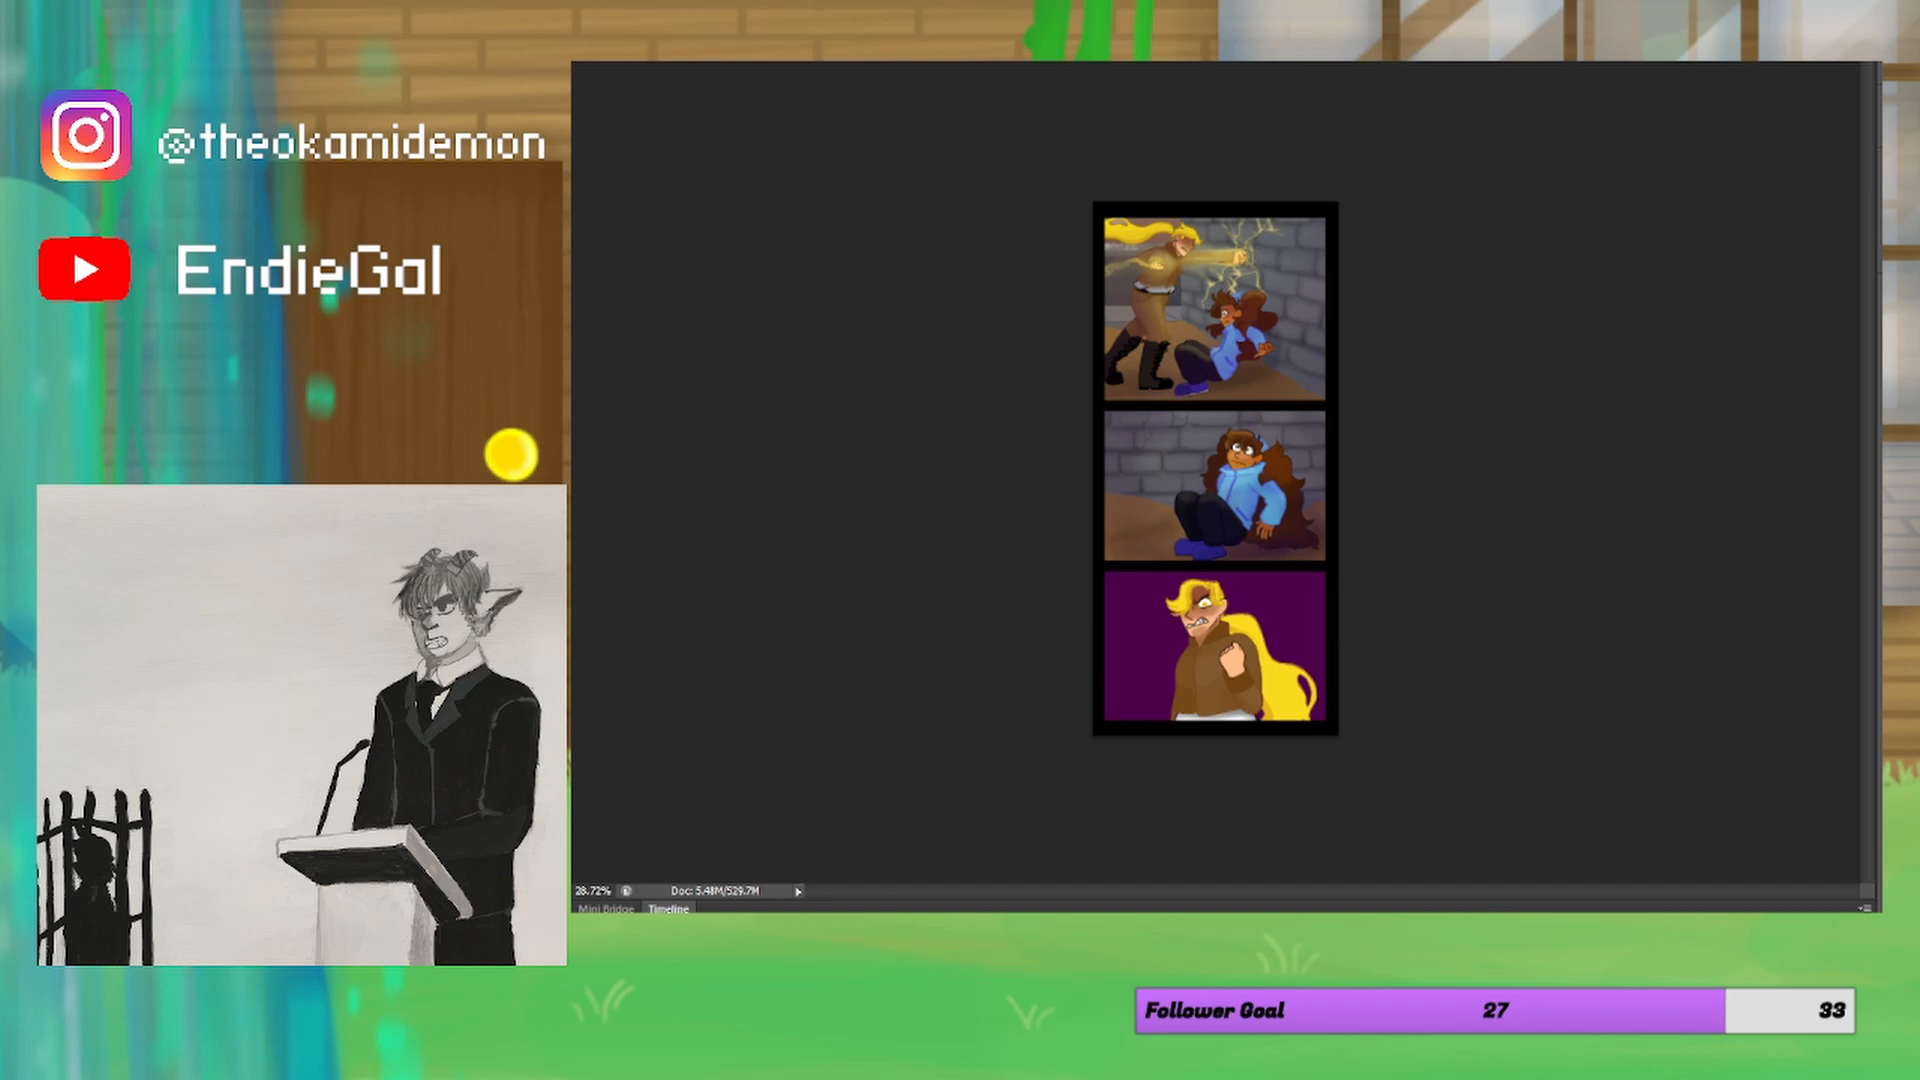 @theokamidemon
EndieGal
28.72%
Doc: 5.48M/529.7M
Mini Bridge
Timeline
Follower Goal 27 33